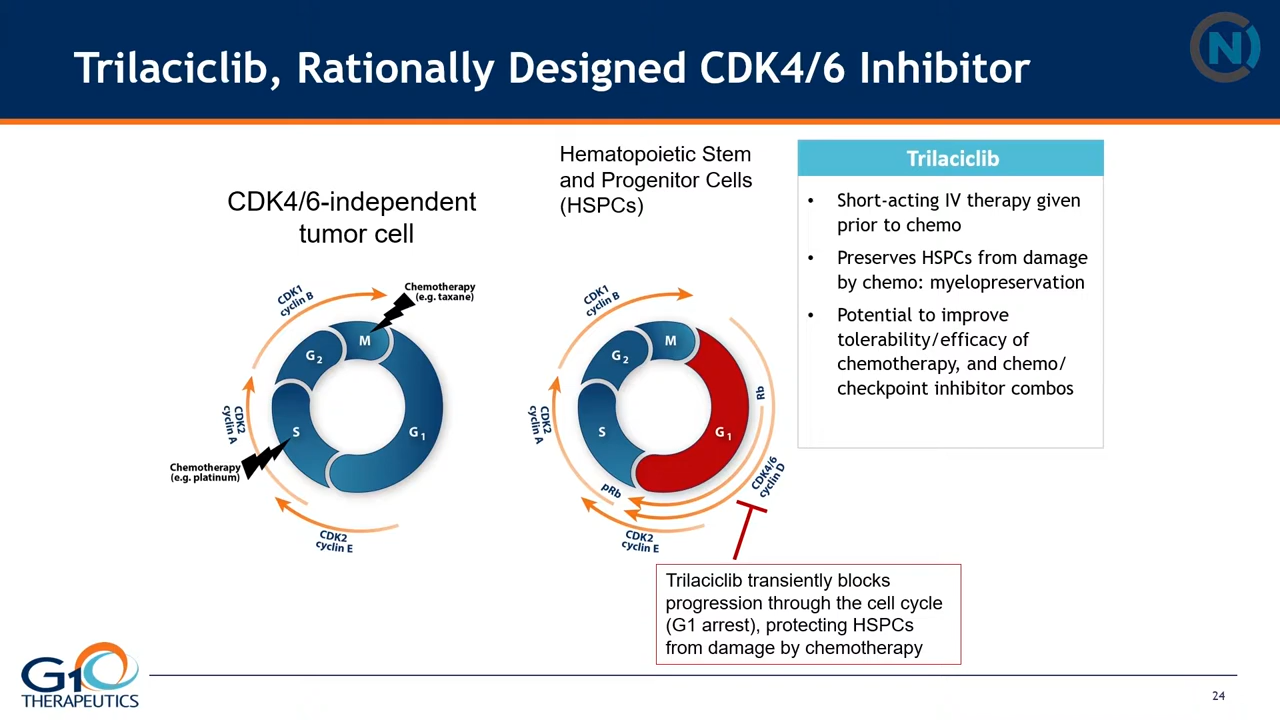 Trilaciclib, Rationally Designed CDK4/6 Inhibitor
N
CDK4/6-independent
tumor cell
CDK1
cyclin B
Chemotherapy
(e.g. taxane)
M
G2
G1
S
CDK2
cyclin A
Chemotherapy
(e.g. platinum)
CDK2
cyclin E
Hematopoietic Stem
and Progenitor Cells
(HSPCs)
CDK1
cyclin B
M
G2
G1
S
CDK2
cyclin A
Rb
CDK4/6
cyclin D
pRb
CDK2
cyclin E
Trilaciclib transiently blocks
progression through the cell cycle
(G1 arrest), protecting HSPCs
from damage by chemotherapy
Trilaciclib
• Short-acting IV therapy given
prior to chemo
• Preserves HSPCs from damage
by chemo: myelopreservation
• Potential to improve
tolerability/efficacy of
chemotherapy, and chemo/
checkpoint inhibitor combos
G1
THERAPEUTICS
24